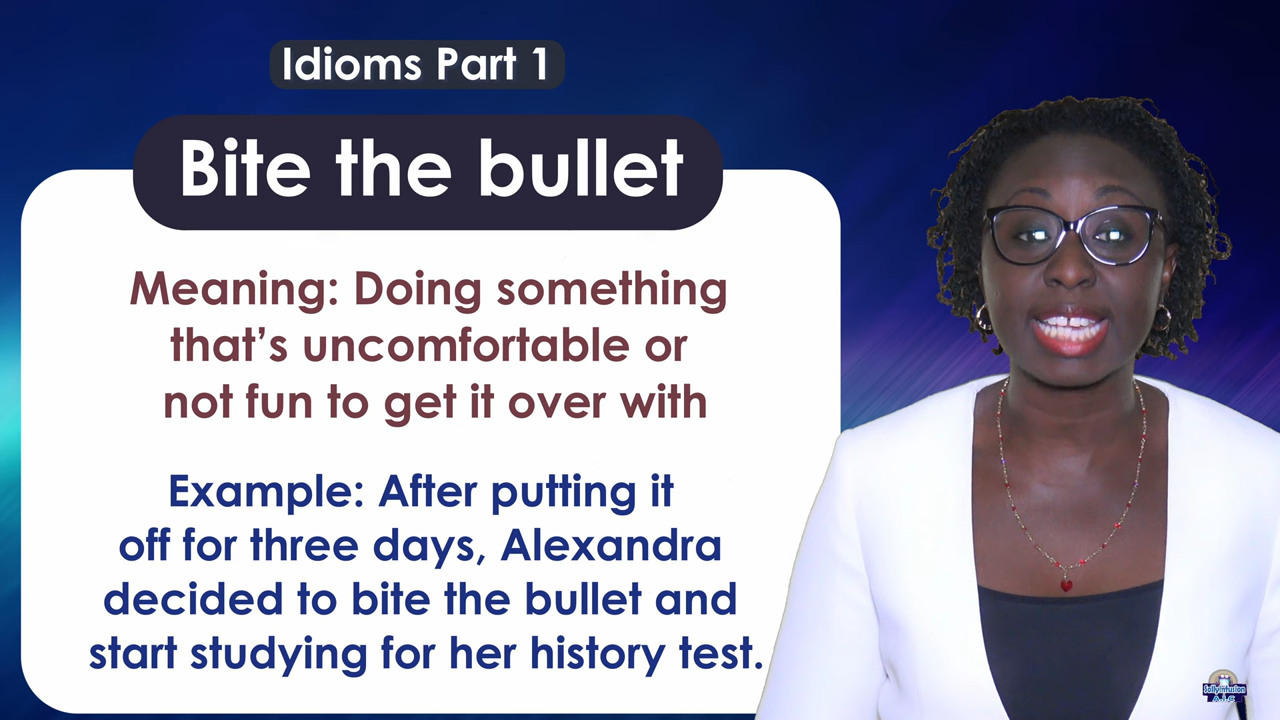 Idioms Part 1
Bite the bullet
Meaning: Doing something
that's uncomfortable or
not fun to get it over with
Example: After putting it
off for three days, Alexandra
decided to bite the bullet and
start studying for her history test.